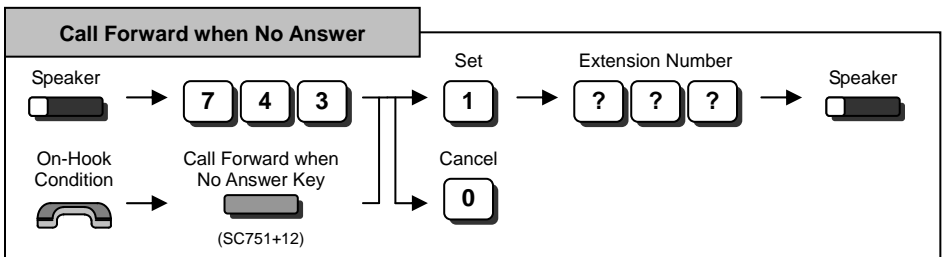 Call Forward when No Answer
Set
Extension Number
Speaker
Speaker
7 4 3
1
? ? ?
On-Hook
Condition
Call Forward when
No Answer Key
Cancel
0
(SC751+12)